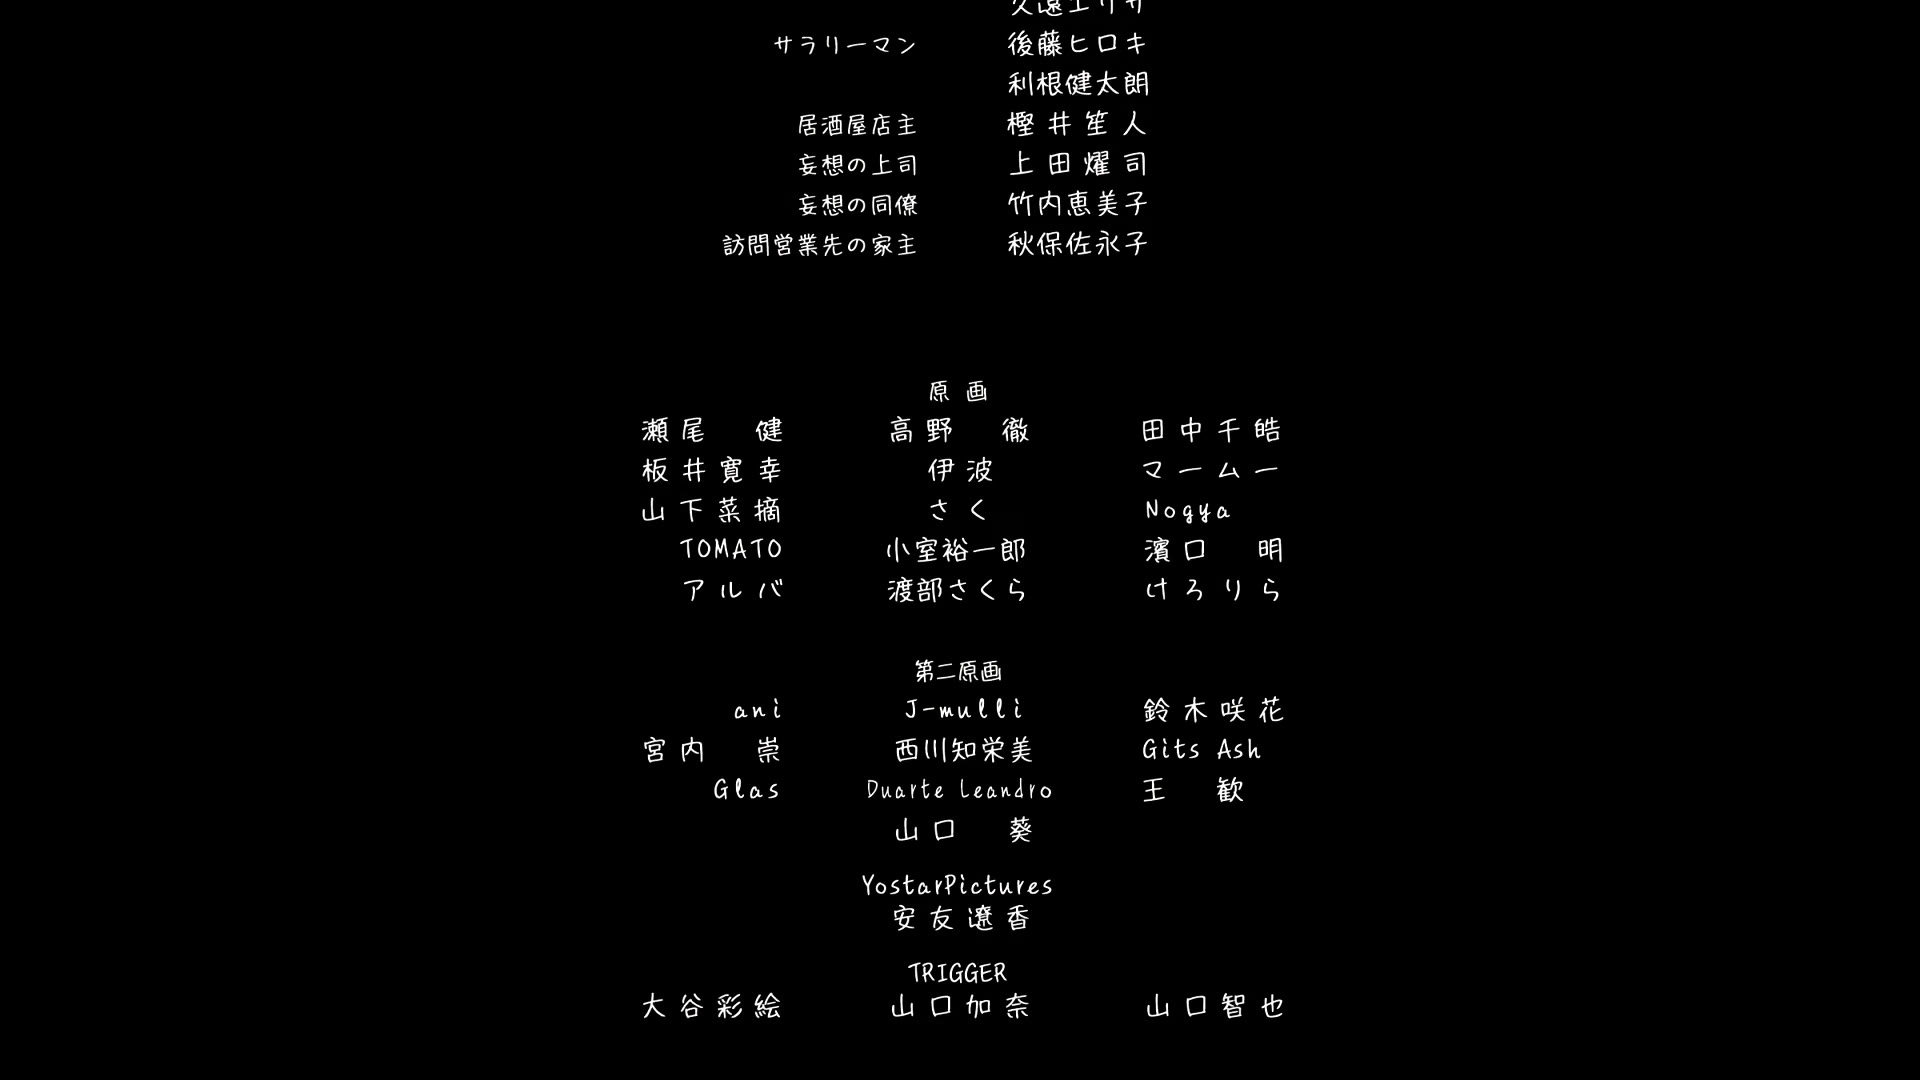 久遠エリサ
サラリーマン 後藤ヒロキ
利根健太朗
居酒屋店主 樫井笙人
妄想の上司 上田燿司
妄想の同僚 竹内恵美子
訪問営業先の家主 秋保佐永子
原画
瀬尾 健 高野 徹 田中千皓
板井寛幸 伊波 マームー
山下菜摘 さく Nogya
TOMATO 小室裕一郎 濱口 明
アルバ 渡部さくら けろりら
第二原画
ani J-mulli 鈴木咲花
宮内 崇 西川知栄美 Gits Ash
Glas Duarte Leandro 王 歓
山口 葵
YostarPictures
安友遼香
TRIGGER
大谷彩絵 山口加奈 山口智也